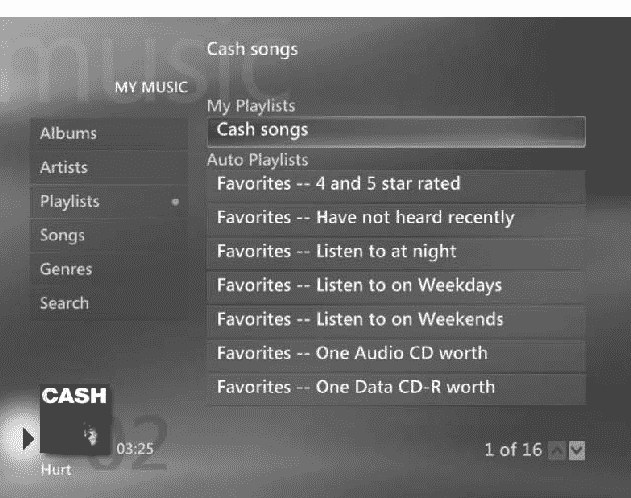 music
Cash songs
MY MUSIC
My Playlists
Cash songs
Auto Playlists
Favorites -- 4 and 5 star rated
Favorites -- Have not heard recently
Favorites -- Listen to at night
Favorites -- Listen to on Weekdays
Favorites -- Listen to on Weekends
Favorites -- One Audio CD worth
Favorites -- One Data CD-R worth
Albums
Artists
Playlists
Songs
Genres
Search
CASH
02
03:25
Hurt
1 of 16